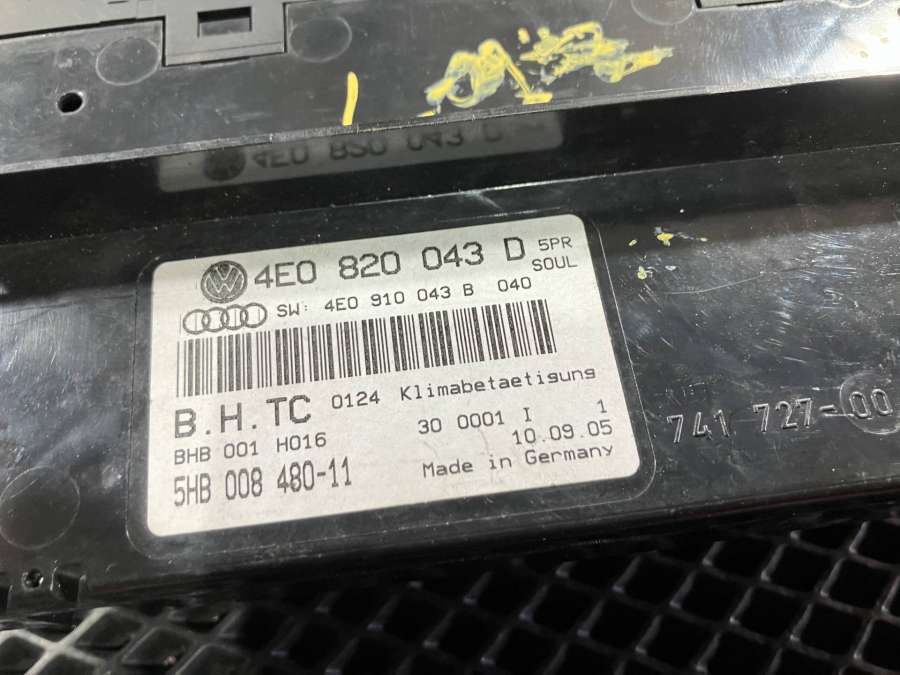 4E0 820 043 D 5PR
SOUL
SW: 4E0 910 043 B 040
B.H.TC 0124 Klimabetaetigung
BHB 001 H016 30 0001 I 1
10.09.05
5HB 008 480-11 Made in Germany
741 727-00